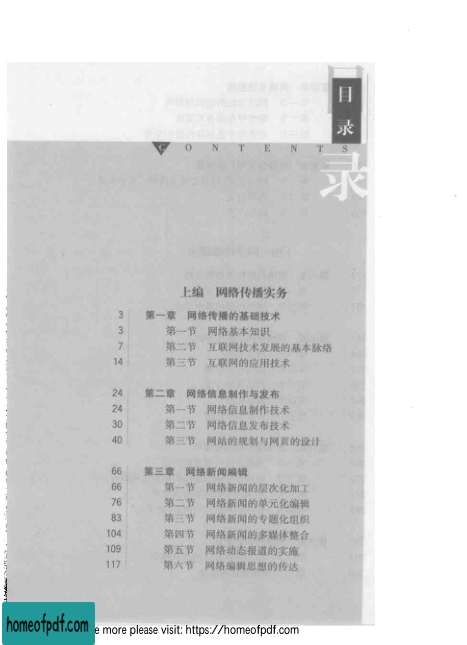 目
录
CONTENTS
录
上编 网络传播实务
3 第一章 网络传播的基础技术
3 第一节 网络基本知识
7 第二节 互联网技术发展的基本脉络
14 第三节 互联网的应用技术
24 第二章 网络信息制作与发布
24 第一节 网络信息制作技术
30 第二节 网络信息发布技术
40 第三节 网站的规划与网页的设计
66 第三章 网络新闻编辑
66 第一节 网络新闻的层次化加工
76 第二节 网络新闻的单元化编辑
83 第三节 网络新闻的专题化组织
104 第四节 网络新闻的多媒体整合
109 第五节 网络动态报道的实施
117 第六节 网络编辑思想的传达
homeofpdf.com
e more please visit: https://homeofpdf.com